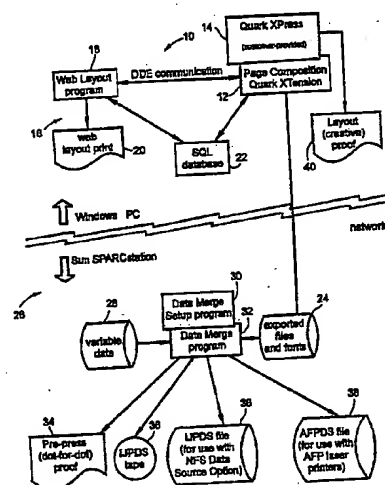 10
14
Quark XPress
(customer-provided)
18
Web Layout
program
DDE communication
Page Composition
Quark XTension
12
16
web
layout print
20
SQL
database
22
Layout
(creative)
proof
40
Windows PC
network
Sun SPARCstation
26
28
variable
data
30
Data Merge
Setup program
32
Data Merge
program
24
exported
files
and fonts
34
Pre-press
(dot-for-dot)
proof
36
IJPDS
tape
36
IJPDS file
(for use with
NFS Data
Source Option)
38
AFPDS file
(for use with
AFP laser
printers)